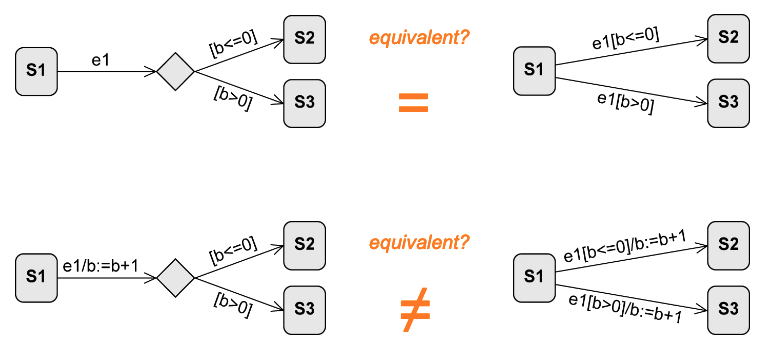 S1
e1
[b<=0]
[b>0]
S2
S3
equivalent?
=
S1
e1[b<=0]
e1[b>0]
S2
S3
S1
e1/b:=b+1
[b<=0]
[b>0]
S2
S3
equivalent?
≠
S1
e1[b<=0]/b:=b+1
e1[b>0]/b:=b+1
S2
S3